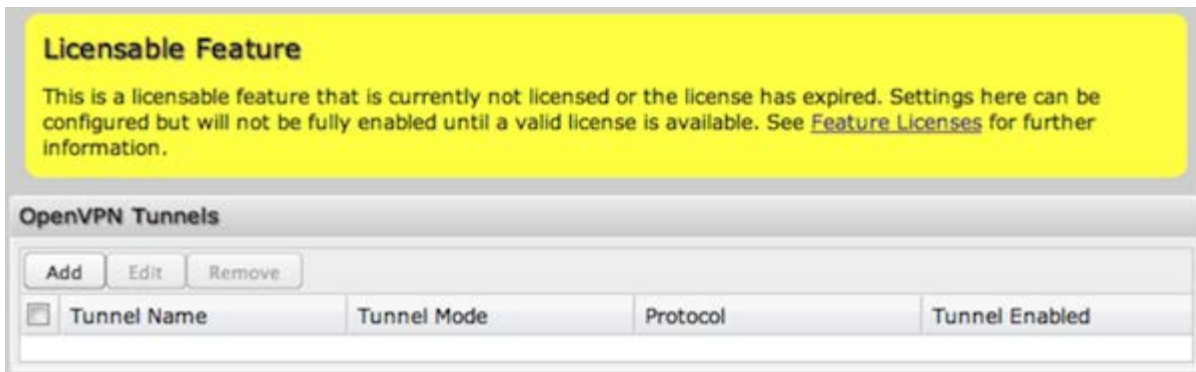 Licensable Feature
This is a licensable feature that is currently not licensed or the license has expired. Settings here can be
configured but will not be fully enabled until a valid license is available. See Feature Licenses for further
information.
OpenVPN Tunnels
Add Edit Remove
Tunnel Name Tunnel Mode Protocol Tunnel Enabled